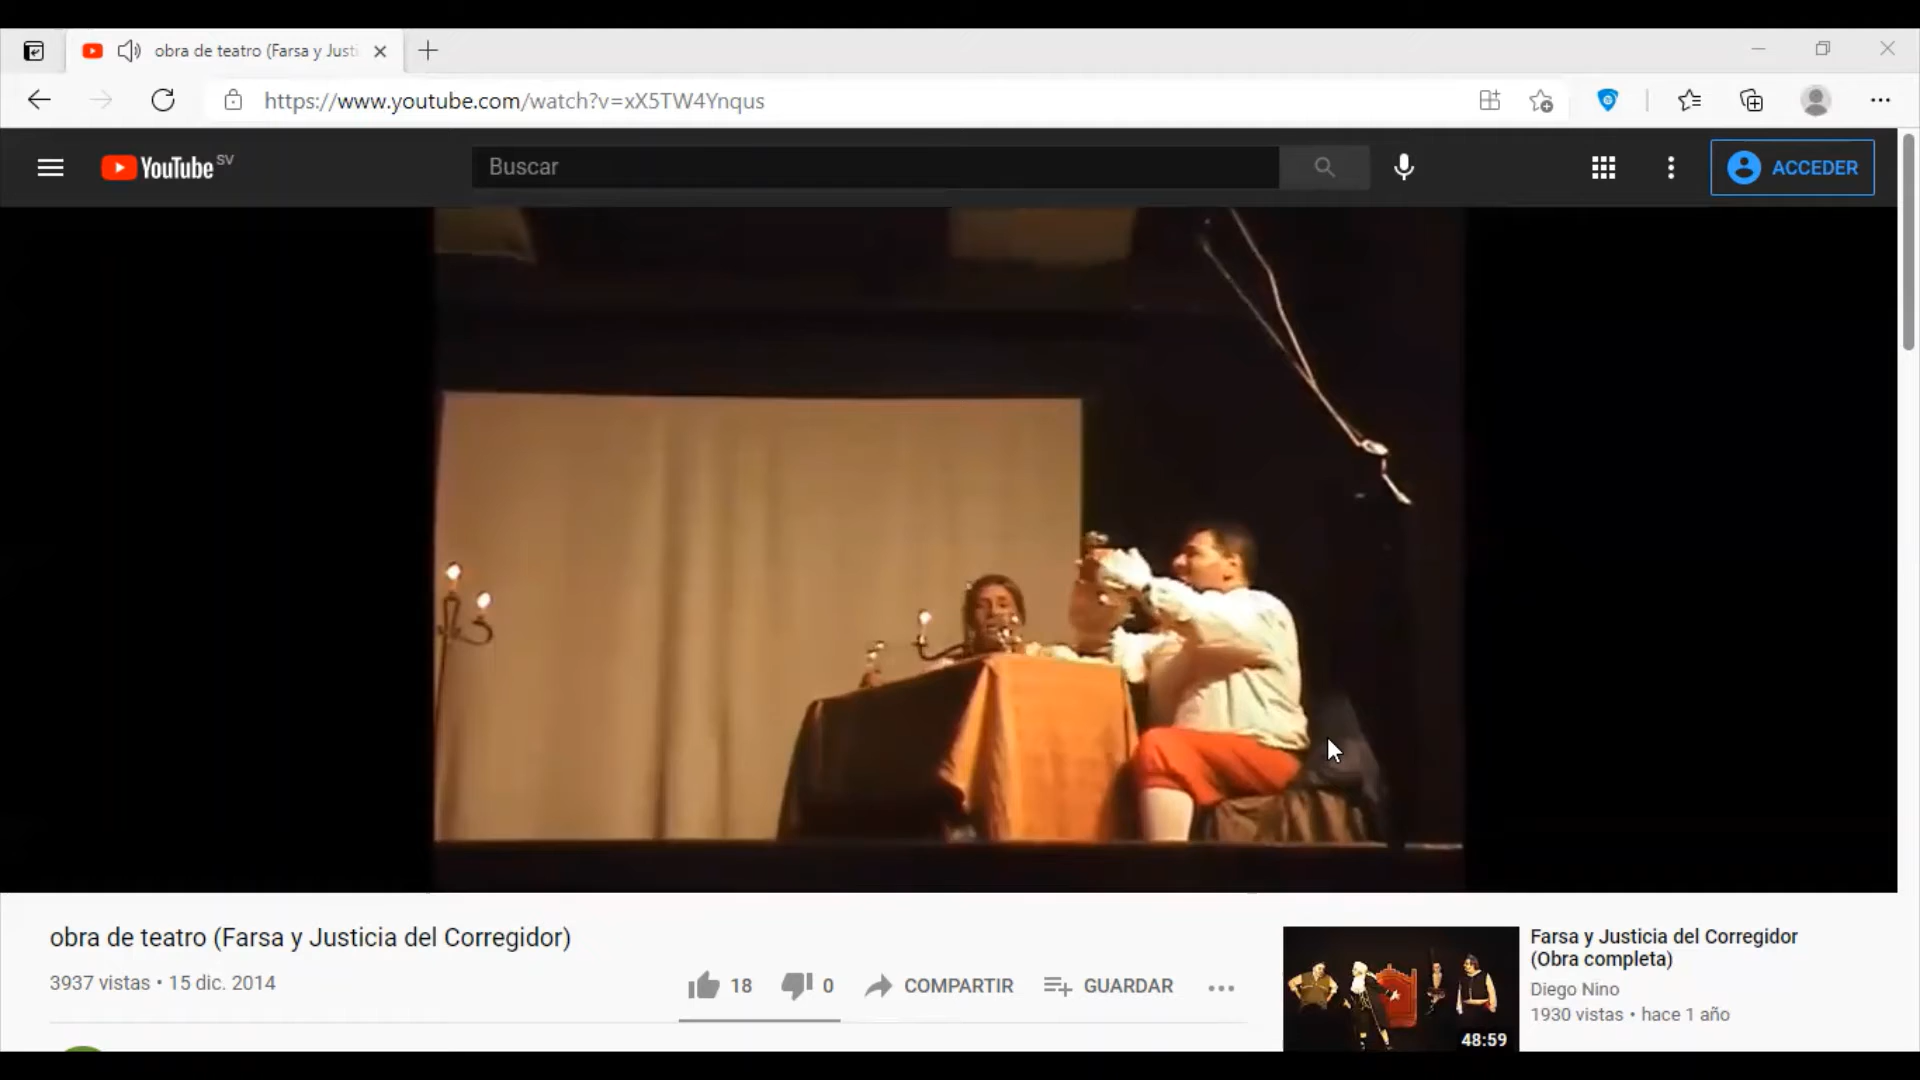 obra de teatro (Farsa y Justi
https://www.youtube.com/watch?v=xX5TW4Ynqus
YouTube SV
Buscar
ACCEDER
obra de teatro (Farsa y Justicia del Corregidor)
3937 vistas • 15 dic. 2014
18
0
COMPARTIR
GUARDAR
Farsa y Justicia del Corregidor
(Obra completa)
Diego Nino
1930 vistas • hace 1 año
48:59